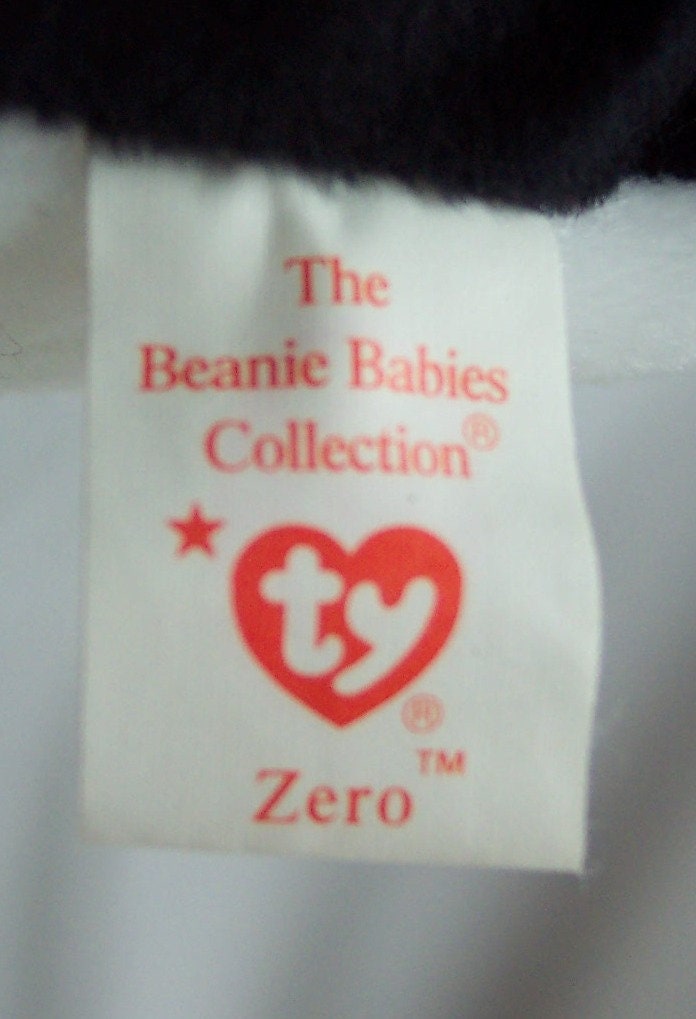 The
Beanie Babies
Collection®
ty®
Zero™